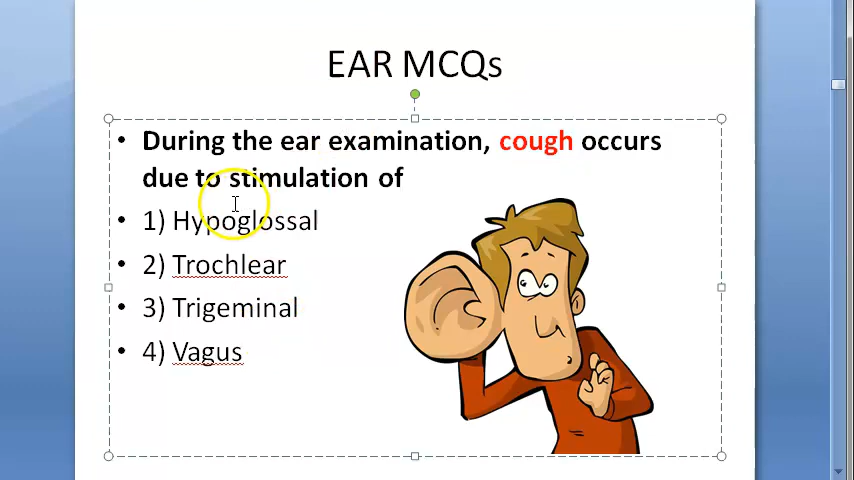 EAR MCQs
• During the ear examination, cough occurs
due to stimulation of
• 1) Hypoglossal
• 2) Trochlear
• 3) Trigeminal
• 4) Vagus